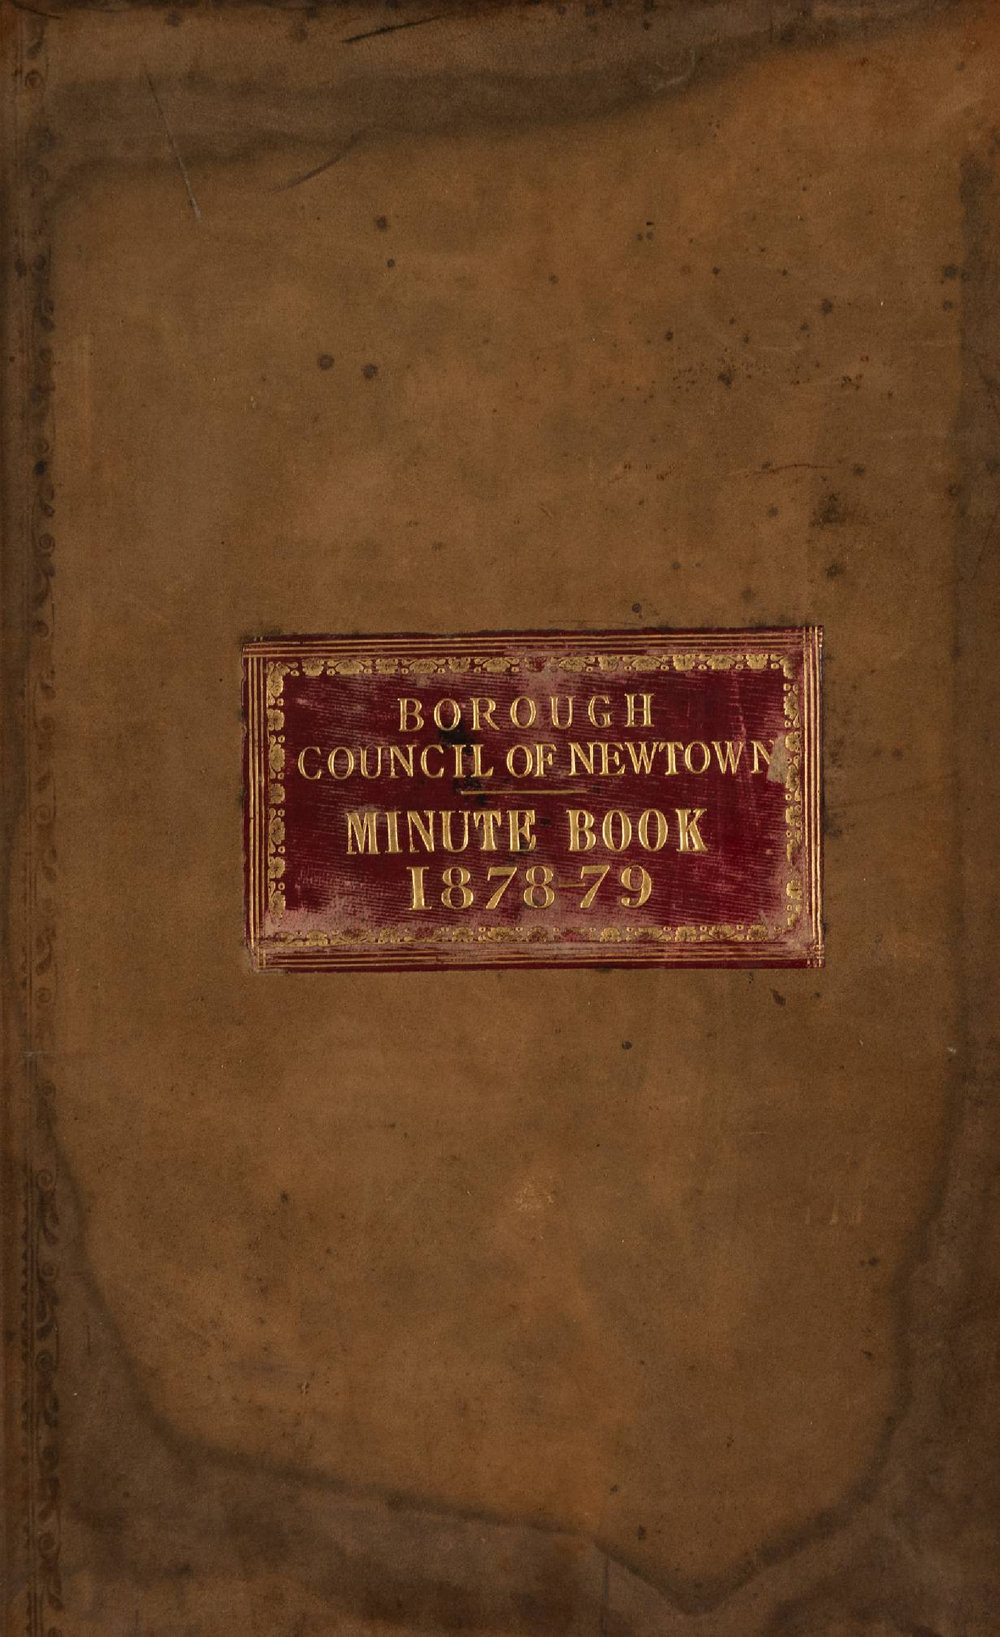 BOROUGH
COUNCIL OF NEWTOWN
MINUTE BOOK
1878-79